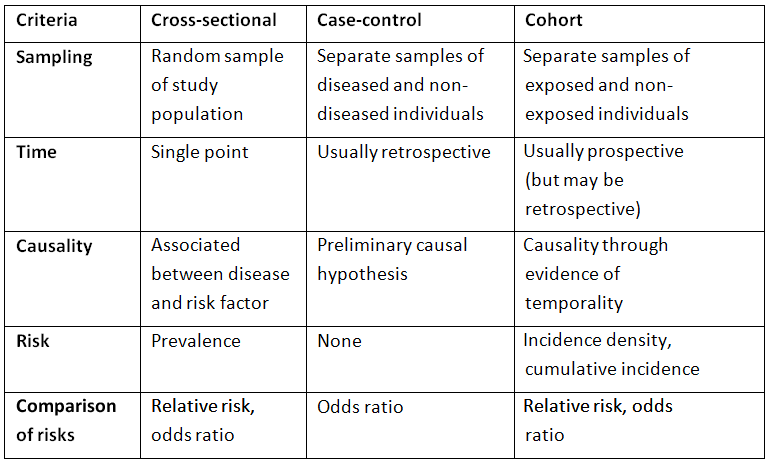 Criteria
Cross-sectional
Case-control
Cohort
Sampling
Random sample
of study
population
Separate samples of
diseased and non-
diseased individuals
Separate samples of
exposed and non-
exposed individuals
Time
Single point
Usually retrospective
Usually prospective
(but may be
retrospective)
Causality
Associated
between disease
and risk factor
Preliminary causal
hypothesis
Causality through
evidence of
temporality
Risk
Prevalence
None
Incidence density,
cumulative incidence
Comparison
of risks
Relative risk,
odds ratio
Odds ratio
Relative risk, odds
ratio